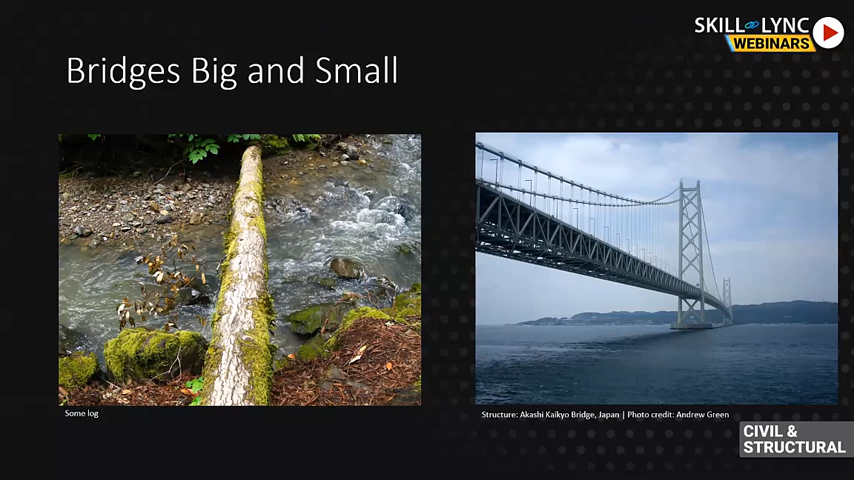 SKILL LYNC
WEBINARS
Bridges Big and Small
Some log
Structure: Akashi Kaikyo Bridge, Japan | Photo credit: Andrew Green
CIVIL &
STRUCTURAL